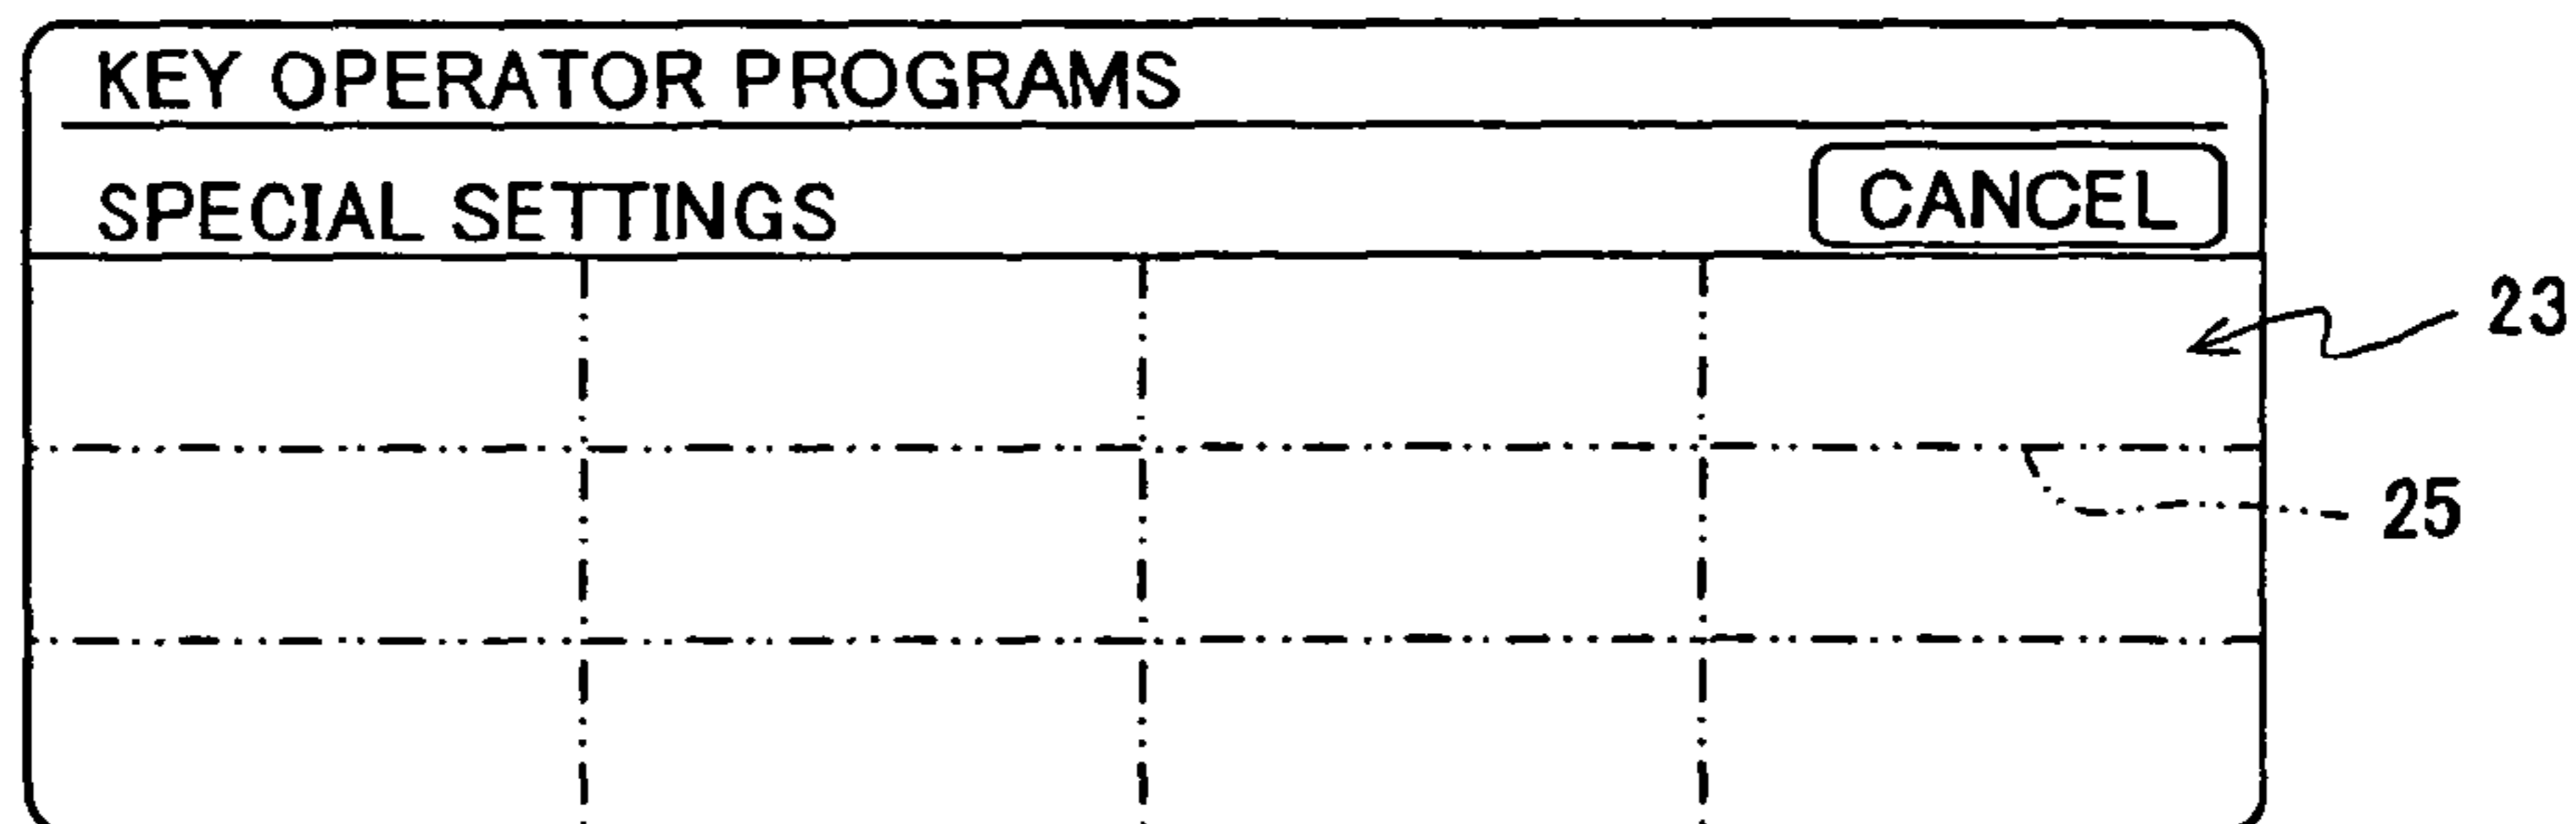 KEY OPERATOR PROGRAMS
SPECIAL SETTINGS
CANCEL
23
25